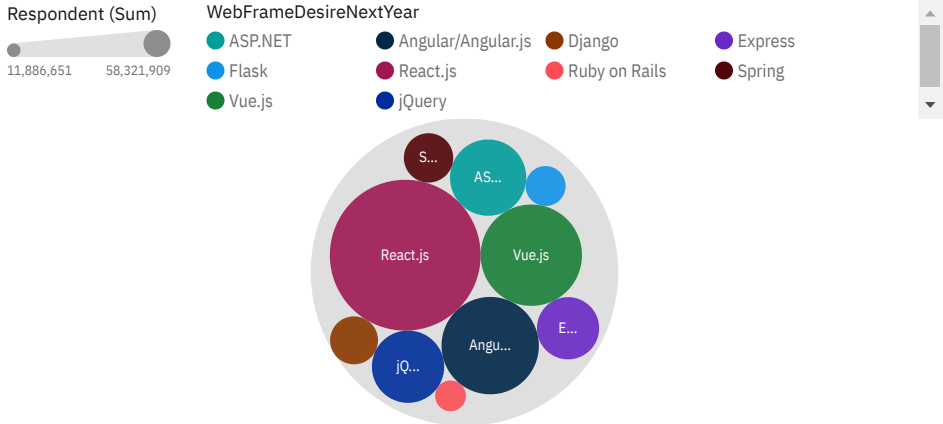 Respondent (Sum)
11,886,651 58,321,909
WebFrameDesireNextYear
ASP.NET Angular/Angular.js Django Express
Flask React.js Ruby on Rails Spring
Vue.js jQuery
S...
AS...
React.js
Vue.js
E...
Angu...
jQ...